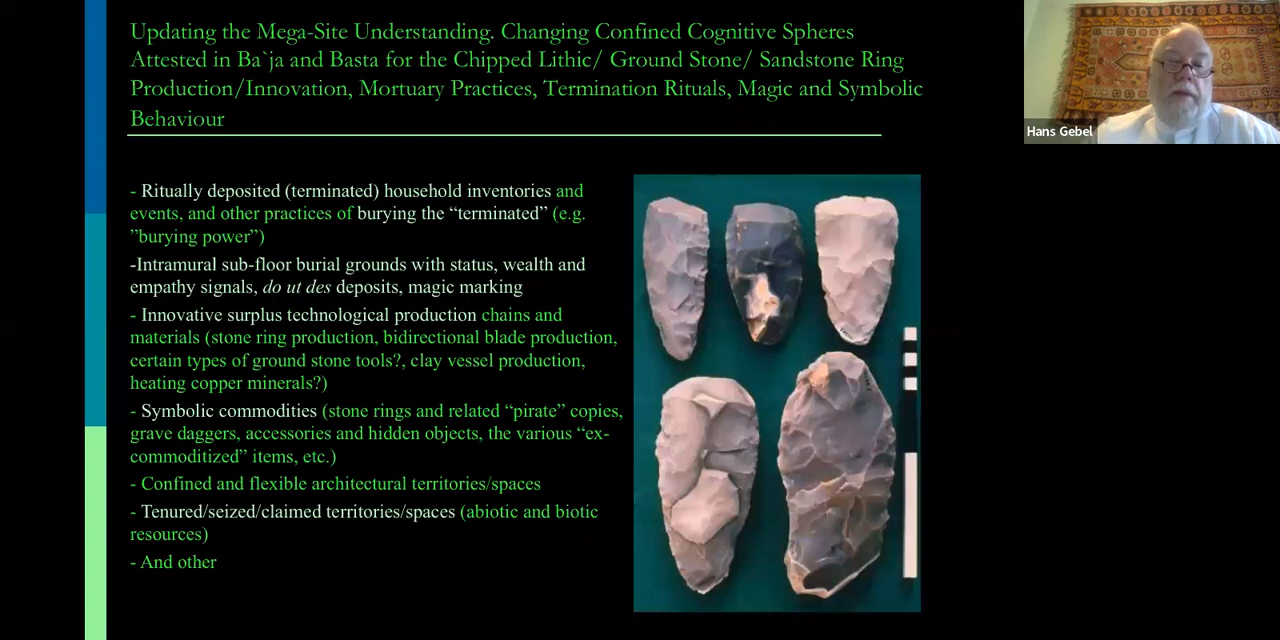 Updating the Mega-Site Understanding. Changing Confined Cognitive Spheres
Attested in Ba`ja and Basta for the Chipped Lithic/ Ground Stone/ Sandstone Ring
Production/Innovation, Mortuary Practices, Termination Rituals, Magic and Symbolic
Behaviour
Hans Gebel
- Ritually deposited (terminated) household inventories and
events, and other practices of burying the “terminated” (e.g.
”burying power”)
-Intramural sub-floor burial grounds with status, wealth and
empathy signals, do ut des deposits, magic marking
- Innovative surplus technological production chains and
materials (stone ring production, bidirectional blade production,
certain types of ground stone tools?, clay vessel production,
heating copper minerals?)
- Symbolic commodities (stone rings and related “pirate” copies,
grave daggers, accessories and hidden objects, the various “ex-
commoditized” items, etc.)
- Confined and flexible architectural territories/spaces
- Tenured/seized/claimed territories/spaces (abiotic and biotic
resources)
- And other